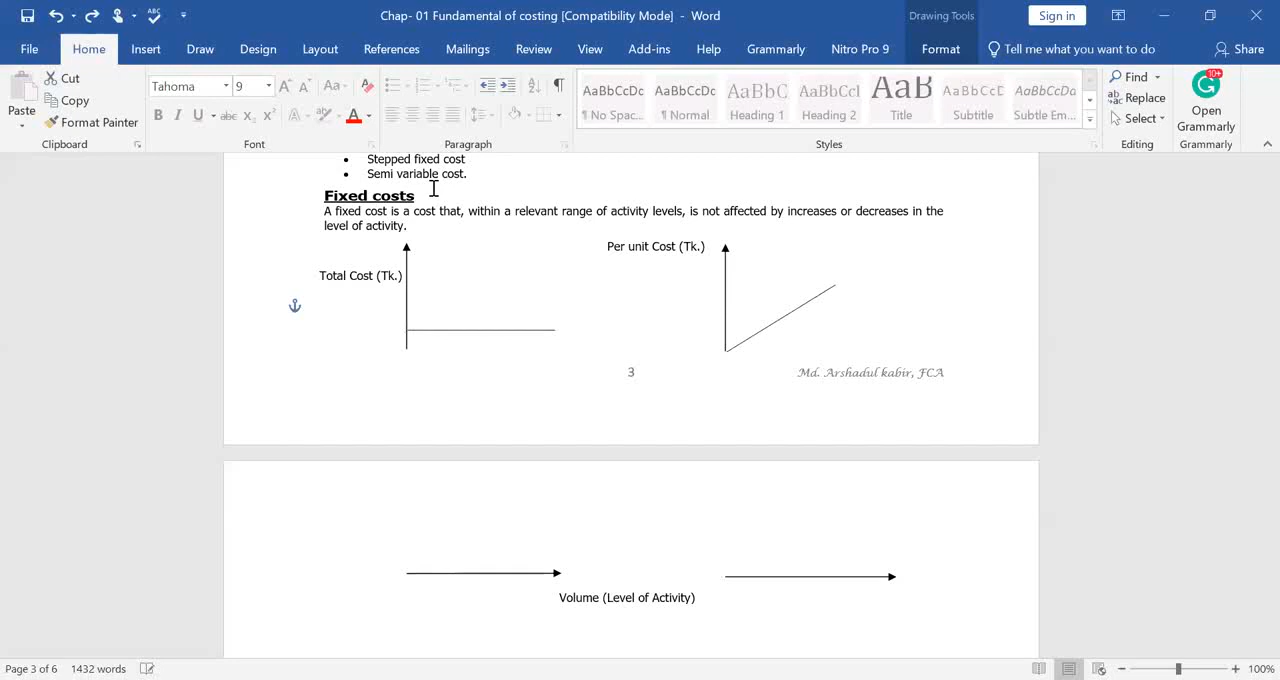 Chap- 01 Fundamental of costing [Compatibility Mode] - Word
Drawing Tools
Sign in
File Home Insert Draw Design Layout References Mailings Review View Add-ins Help Grammarly Nitro Pro 9 Format Tell me what you want to do Share
Paste
Cut
Copy
Format Painter
Clipboard
Tahoma 9
Font
Paragraph
AaBbCcDc AaBbCcDc AaBbC AaBbCcI AaB AaBbCcD AaBbCcDa
¶ No Spac... ¶ Normal Heading 1 Heading 2 Title Subtitle Subtle Em...
Styles
Find
Replace
Select
Editing
10+
Open
Grammarly
Grammarly
• Stepped fixed cost
• Semi variable cost.
Fixed costs
A fixed cost is a cost that, within a relevant range of activity levels, is not affected by increases or decreases in the
level of activity.
Per unit Cost (Tk.)
Total Cost (Tk.)
3
Md. Arshadul kabir, FCA
Volume (Level of Activity)
Page 3 of 6 1432 words
100%